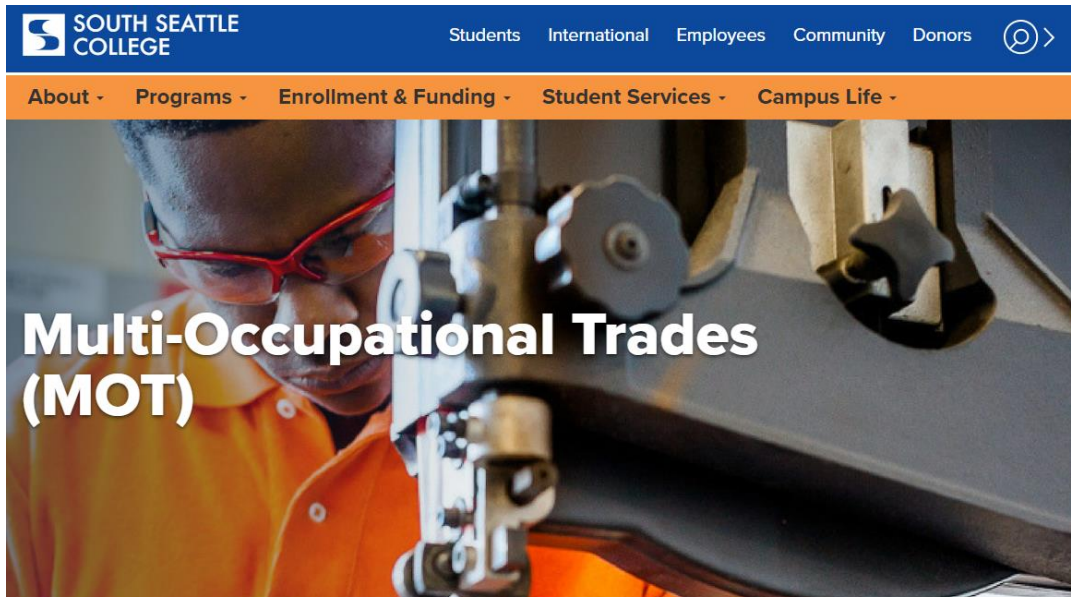 SOUTH SEATTLE
COLLEGE
Students International Employees Community Donors
About Programs Enrollment & Funding Student Services Campus Life
Multi-Occupational Trades
(MOT)